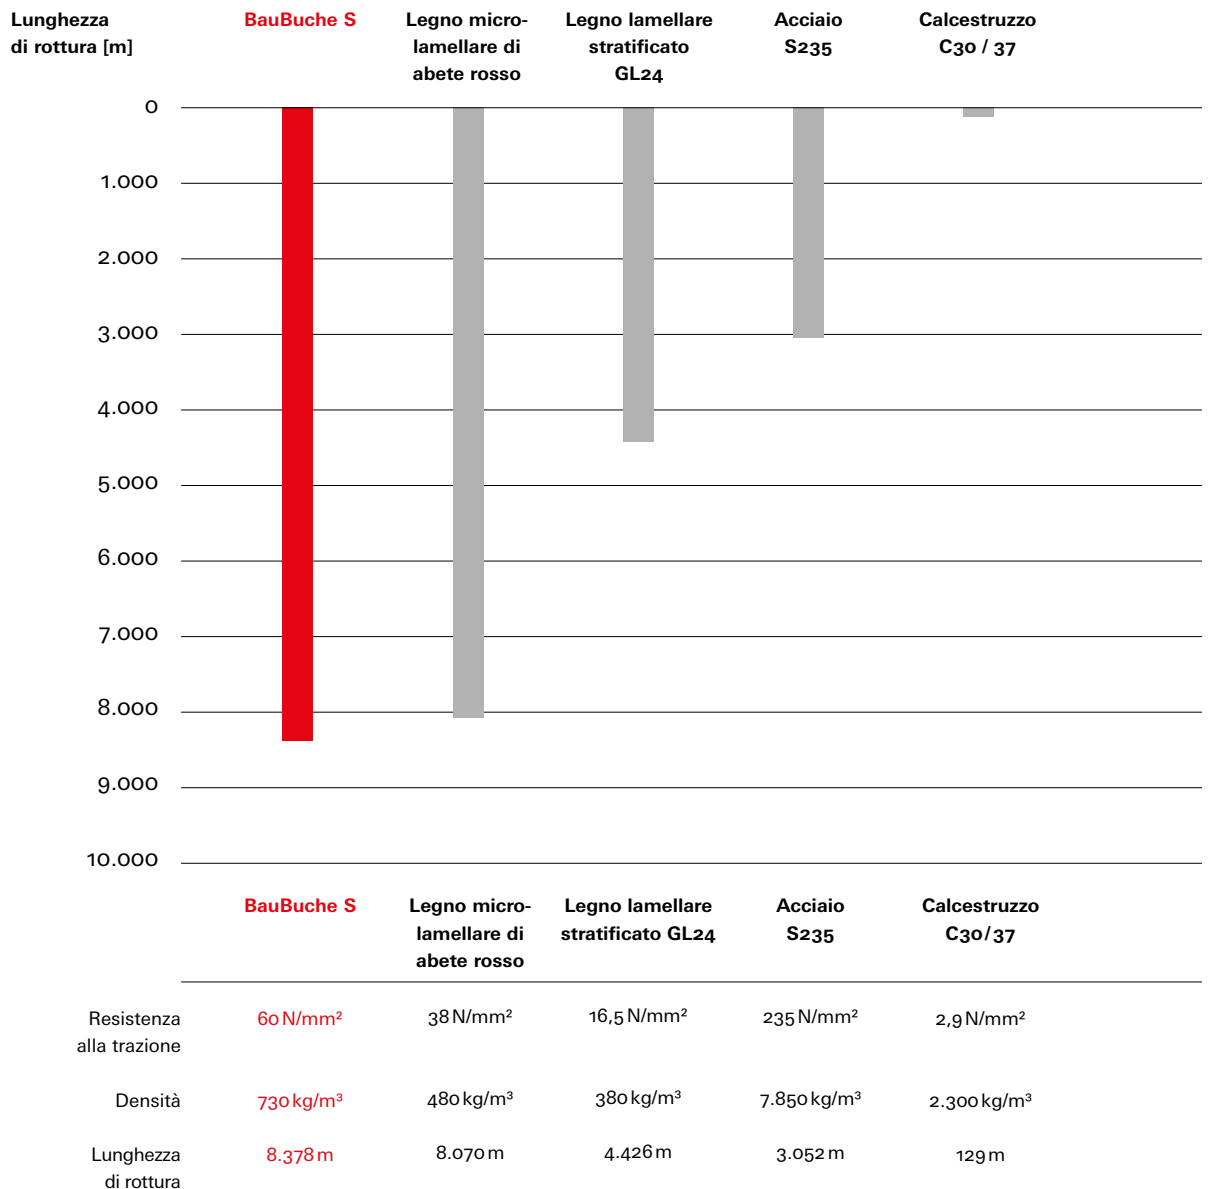 Lunghezza
di rottura [m]
BauBuche S
Legno micro-
lamellare di
abete rosso
Legno lamellare
stratificato
GL24
Acciaio
S235
Calcestruzzo
C30 / 37
0
1.000
2.000
3.000
4.000
5.000
6.000
7.000
8.000
9.000
10.000
BauBuche S
Legno micro-
lamellare di
abete rosso
Legno lamellare
stratificato GL24
Acciaio
S235
Calcestruzzo
C30/37
Resistenza
alla trazione
60 N/mm²
38 N/mm²
16,5 N/mm²
235 N/mm²
2,9 N/mm²
Densità
730 kg/m³
480 kg/m³
380 kg/m³
7.850 kg/m³
2.300 kg/m³
Lunghezza
di rottura
8.378 m
8.070 m
4.426 m
3.052 m
129 m